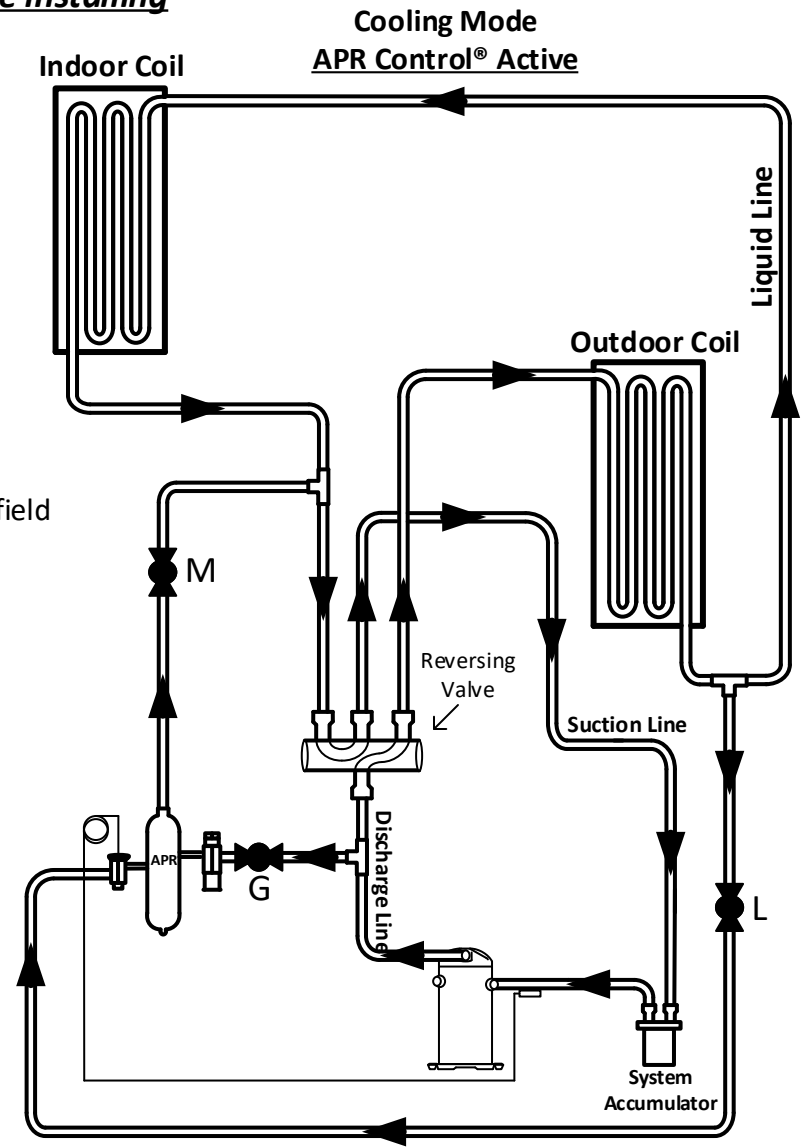 Installing
Cooling Mode
APR Control® Active
Indoor Coil
Liquid Line
Outdoor Coil
field
M
Reversing
Valve
Suction Line
Discharge Line
APR
G
L
System
Accumulator